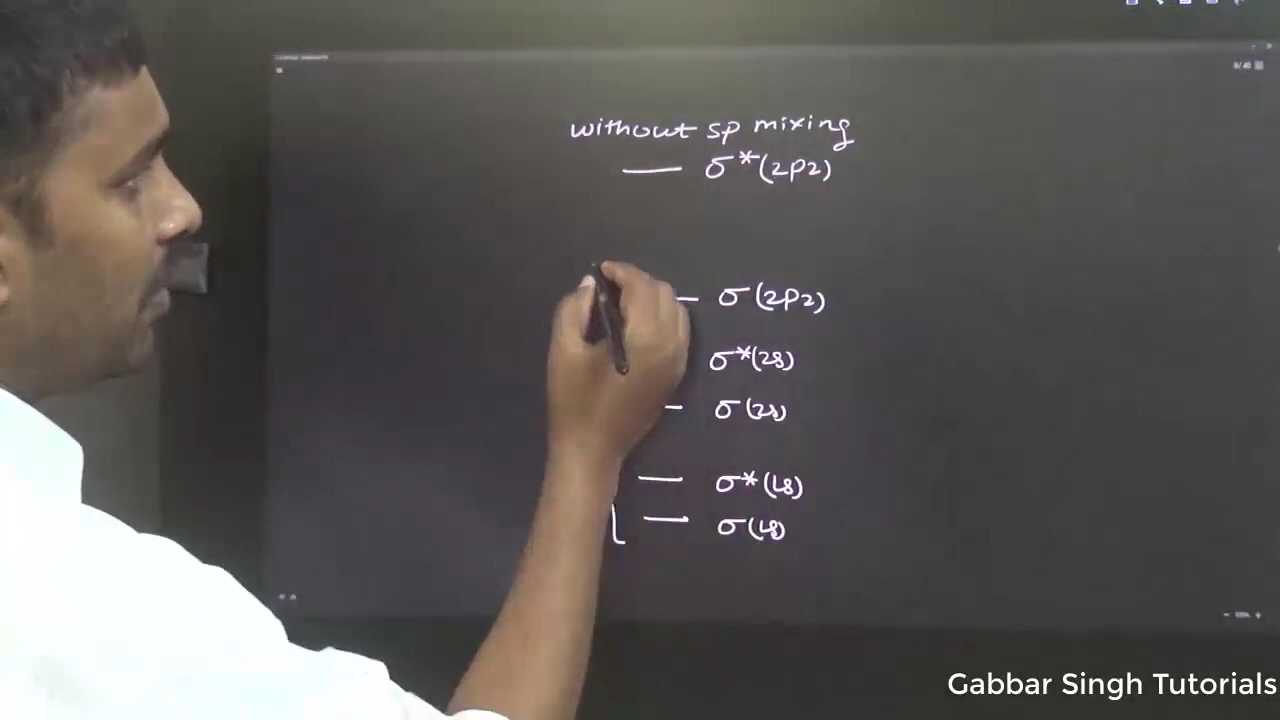 without sp mixing
σ*(2p2)
σ(2p2)
σ*(2s)
σ(2s)
σ*(1s)
σ(1s)
Gabbar Singh Tutorials